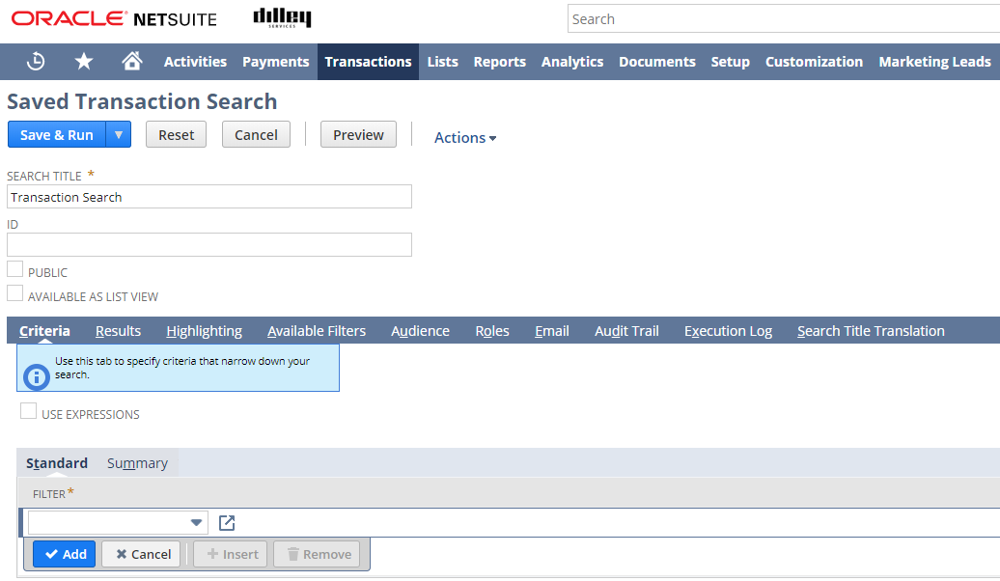 ORACLE NETSUITE dilley SERVICES Search
Activities Payments Transactions Lists Reports Analytics Documents Setup Customization Marketing Leads
Saved Transaction Search
Save & Run Reset Cancel Preview Actions
SEARCH TITLE *
Transaction Search
ID
PUBLIC
AVAILABLE AS LIST VIEW
Criteria Results Highlighting Available Filters Audience Roles Email Audit Trail Execution Log Search Title Translation
Use this tab to specify criteria that narrow down your
search.
USE EXPRESSIONS
Standard Summary
FILTER *
Add Cancel Insert Remove